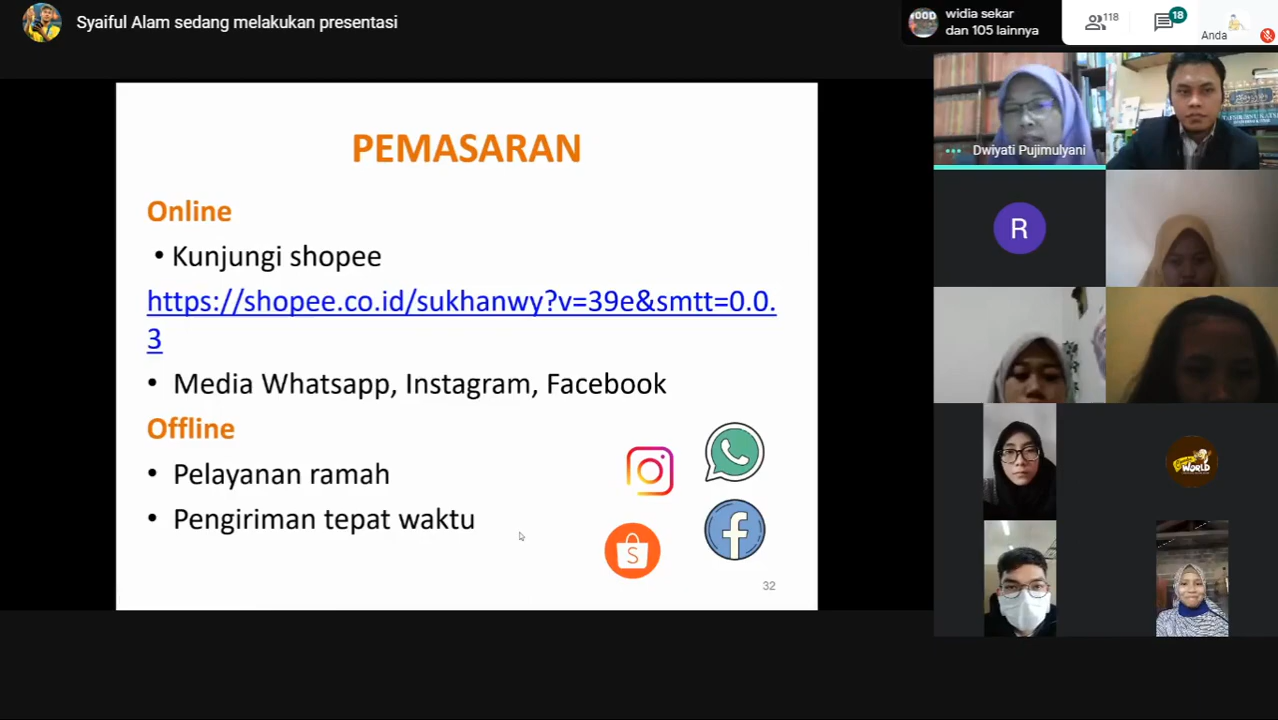 Syaiful Alam sedang melakukan presentasi
widia sekar
dan 105 lainnya
118
18
Anda
PEMASARAN
Online
• Kunjungi shopee
https://shopee.co.id/sukhanwy?v=39e&smtt=0.0.
3
• Media Whatsapp, Instagram, Facebook
Offline
• Pelayanan ramah
• Pengiriman tepat waktu
S
32
Dwiyati Pujimulyani
R
WORLD